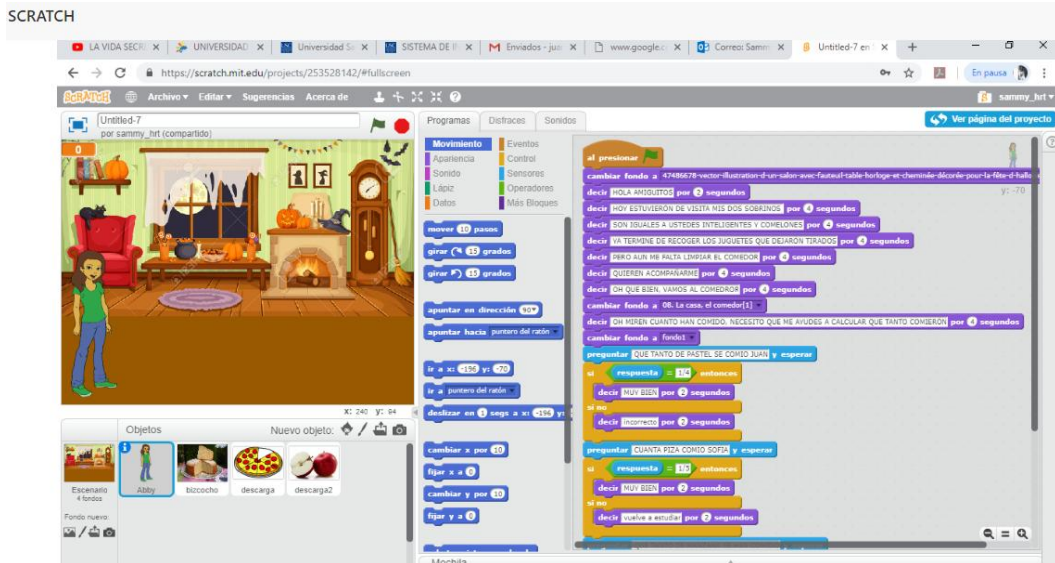 SCRATCH
LA VIDA SECR
UNIVERSIDAD
Universidad Se
SISTEMA DE
Enviados - jua
www.google.c
Correo: Samm
Untitled-7 en
https://scratch.mit.edu/projects/253528142/#fullscreen
En pausa
SCRATCH
Archivo
Editar
Sugerencias
Acerca de
sammy_hrt
Untitled-7
por sammy_hrt (compartido)
Programas
Disfraces
Sonidos
Ver página del proyecto
0
Movimiento
Apariencia
Sonido
Lápiz
Datos
Eventos
Control
Sensores
Operadores
Más Bloques
mover 10 pasos
girar 15 grados
girar 15 grados
apuntar en dirección 90
apuntar hacia puntero del ratón
ir a x: -196 y: -70
ir a puntero del ratón
deslizar en 1 segs a x: -196 y:
cambiar x por 10
fijar x a 0
cambiar y por 10
fijar y a 0
x: 240 y: 94
Objetos
Nuevo objeto:
Escenario
4 fondos
Fondo nuevo:
Abby
bizcocho
descarga
descarga2
al presionar
cambiar fondo a 47486678-vector-illustration-d-un-salon-avec-fauteuil-table-horloge-et-cheminée-décorée-pour-la-fête-d-hallo
y: -70
decir HOLA AMIGUITOS por 2 segundos
decir HOY ESTUVIERON DE VISITA MIS DOS SOBRINOS por 4 segundos
decir SON IGUALES A USTEDES INTELIGENTES Y COMELONES por 4 segundos
decir YA TERMINE DE RECOGER LOS JUGUETES QUE DEJARON TIRADOS por 4 segundos
decir PERO AUN ME FALTA LIMPIAR EL COMEDOR por 4 segundos
decir QUIEREN ACOMPAÑARME por 4 segundos
decir OH QUE BIEN, VAMOS AL COMEDROR por 4 segundos
cambiar fondo a 08. La casa. el comedor[1]
decir OH MIREN CUANTO HAN COMIDO. NECESITO QUE ME AYUDES A CALCULAR QUE TANTO COMIERÓN por 4 segundos
cambiar fondo a fondo1
preguntar QUE TANTO DE PASTEL SE COMIO JUAN y esperar
si respuesta = 1/4 entonces
decir MUY BIEN por 2 segundos
si no
decir incorrecto por 2 segundos
preguntar CUANTA PIZA COMIO SOFIA y esperar
si respuesta = 1/3 entonces
decir MUY BIEN por 2 segundos
si no
decir vuelve a estudiar por 2 segundos
Mochila